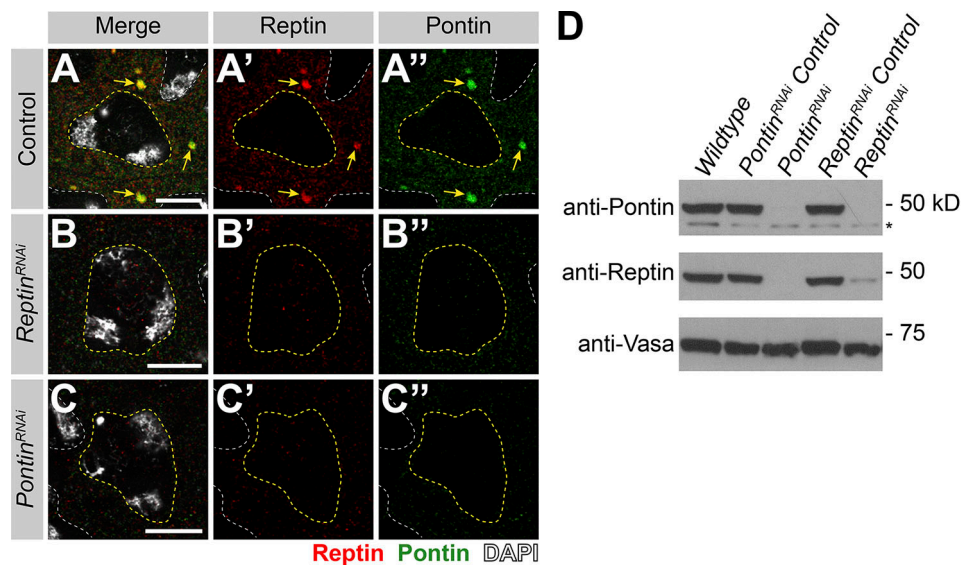 Merge Reptin Pontin
Control
A A' A"
Reptin^RNAi
B B' B"
Pontin^RNAi
C C' C"
Reptin Pontin DAPI
D
Wildtype
Pontin^RNAi Control
Pontin^RNAi
Reptin^RNAi Control
Reptin^RNAi
anti-Pontin - 50 kD
*
anti-Reptin - 50
anti-Vasa - 75